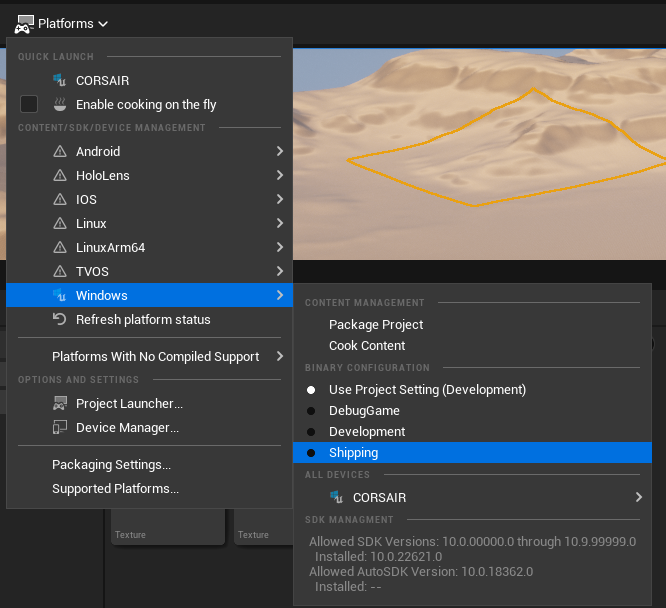 Platforms
QUICK LAUNCH
CORSAIR
Enable cooking on the fly
CONTENT/SDK/DEVICE MANAGEMENT
Android
HoloLens
IOS
Linux
LinuxArm64
TVOS
Windows
Refresh platform status
Platforms With No Compiled Support
OPTIONS AND SETTINGS
Project Launcher...
Device Manager...
Packaging Settings...
Supported Platforms...
CONTENT MANAGEMENT
Package Project
Cook Content
BINARY CONFIGURATION
Use Project Setting (Development)
DebugGame
Development
Shipping
ALL DEVICES
CORSAIR
SDK MANAGMENT
Allowed SDK Versions: 10.0.00000.0 through 10.9.99999.0
Installed: 10.0.22621.0
Allowed AutoSDK Version: 10.0.18362.0
Installed: --
Texture
Texture